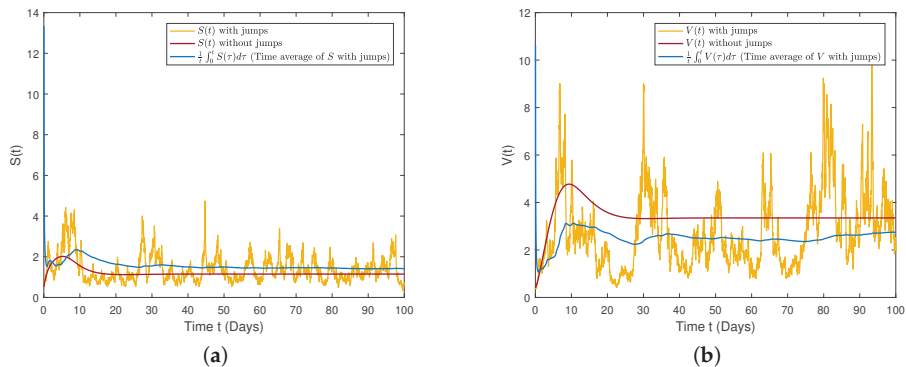 14
12
10
8
6
4
2
0
S(t)
S(t) with jumps
S(t) without jumps
1/t ∫₀ᵗ S(τ)dτ (Time average of S with jumps)
0 10 20 30 40 50 60 70 80 90 100
Time t (Days)
(a)
12
10
8
6
4
2
0
V(t)
V(t) with jumps
V(t) without jumps
1/t ∫₀ᵗ V(τ)dτ (Time average of V with jumps)
0 10 20 30 40 50 60 70 80 90 100
Time t (Days)
(b)